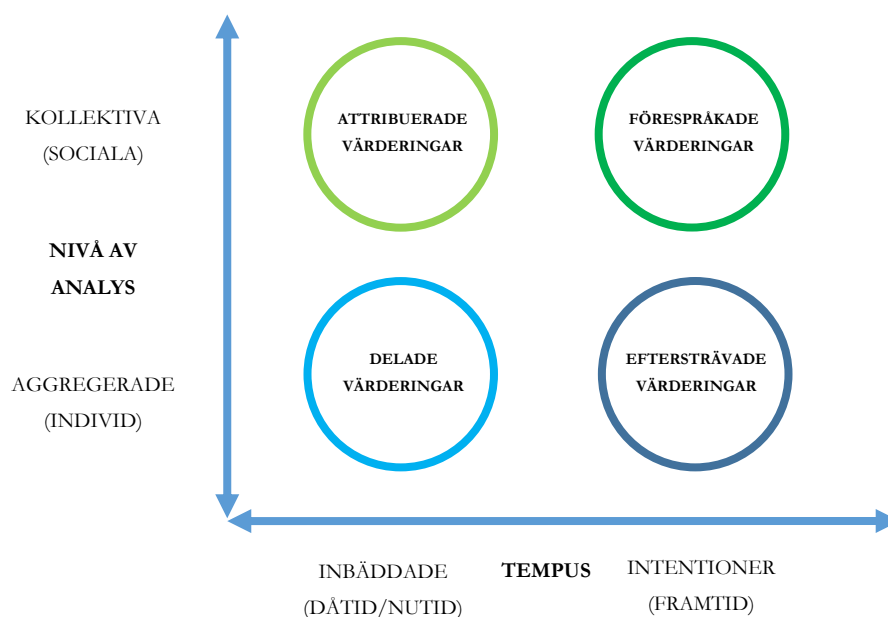 KOLLEKTIVA
(SOCIALA)
ATTRIBUERADE
VÄRDERINGAR
FÖRESPRÅKADE
VÄRDERINGAR
NIVÅ AV
ANALYS
AGGREGERADE
(INDIVID)
DELADE
VÄRDERINGAR
EFTERSTRÄVADE
VÄRDERINGAR
INBÄDDADE
(DÅTID/NUTID)
TEMPUS
INTENTIONER
(FRAMTID)